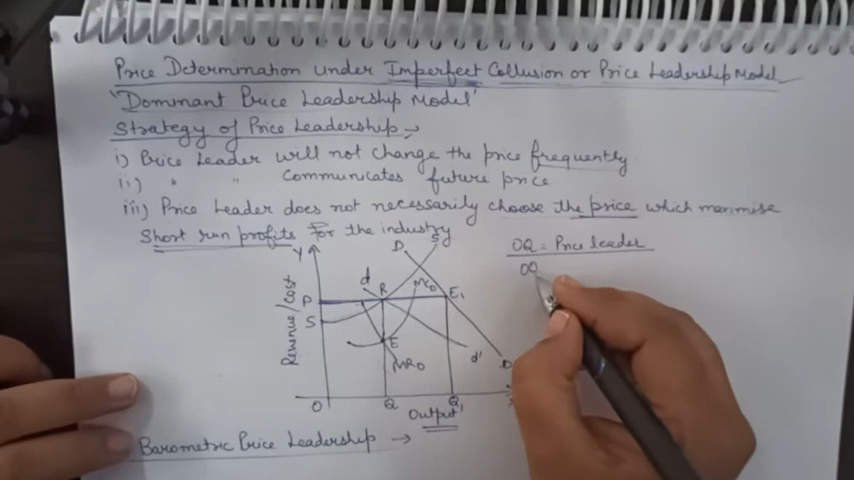 Price Determination under Imperfect Collusion or Price Leadership Model
'Dominant Price Leadership Model'
Strategy of Price Leadership →
i) Price Leader will not change the price frequently
ii) " " Communicates future price
iii) Price Leader does not necessarily choose the price which maximise
Short run profits for the industry
OQ = Price leader
OQ
Y
D
S
d
R
MCD
E1
P
S
Revenue/Cost
E
MRD
d'
D
O
Q
Q1
Output
Barometric Price Leadership →